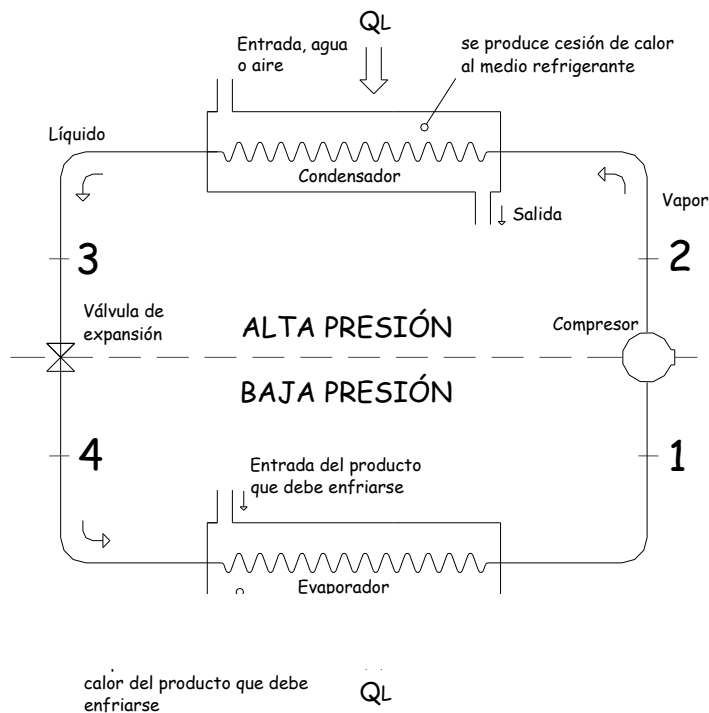 QL
Entrada, agua
o aire
se produce cesión de calor
al medio refrigerante
Líquido
Condensador
Vapor
Salida
3
2
Válvula de
expansión
Compresor
ALTA PRESIÓN
BAJA PRESIÓN
4
1
Entrada del producto
que debe enfriarse
Evaporador
calor del producto que debe
enfriarse
QL